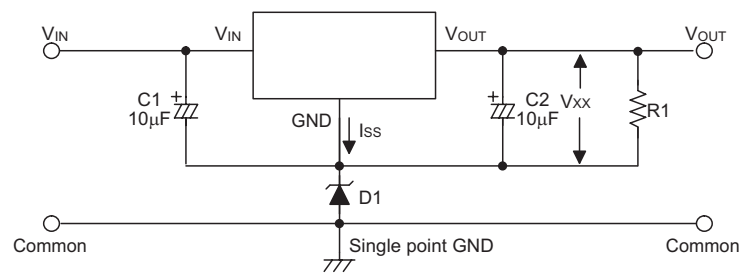 VIN
VIN
VOUT
VOUT
C1
10μF
GND
ISS
C2
10μF
VXX
R1
D1
Common
Single point GND
Common